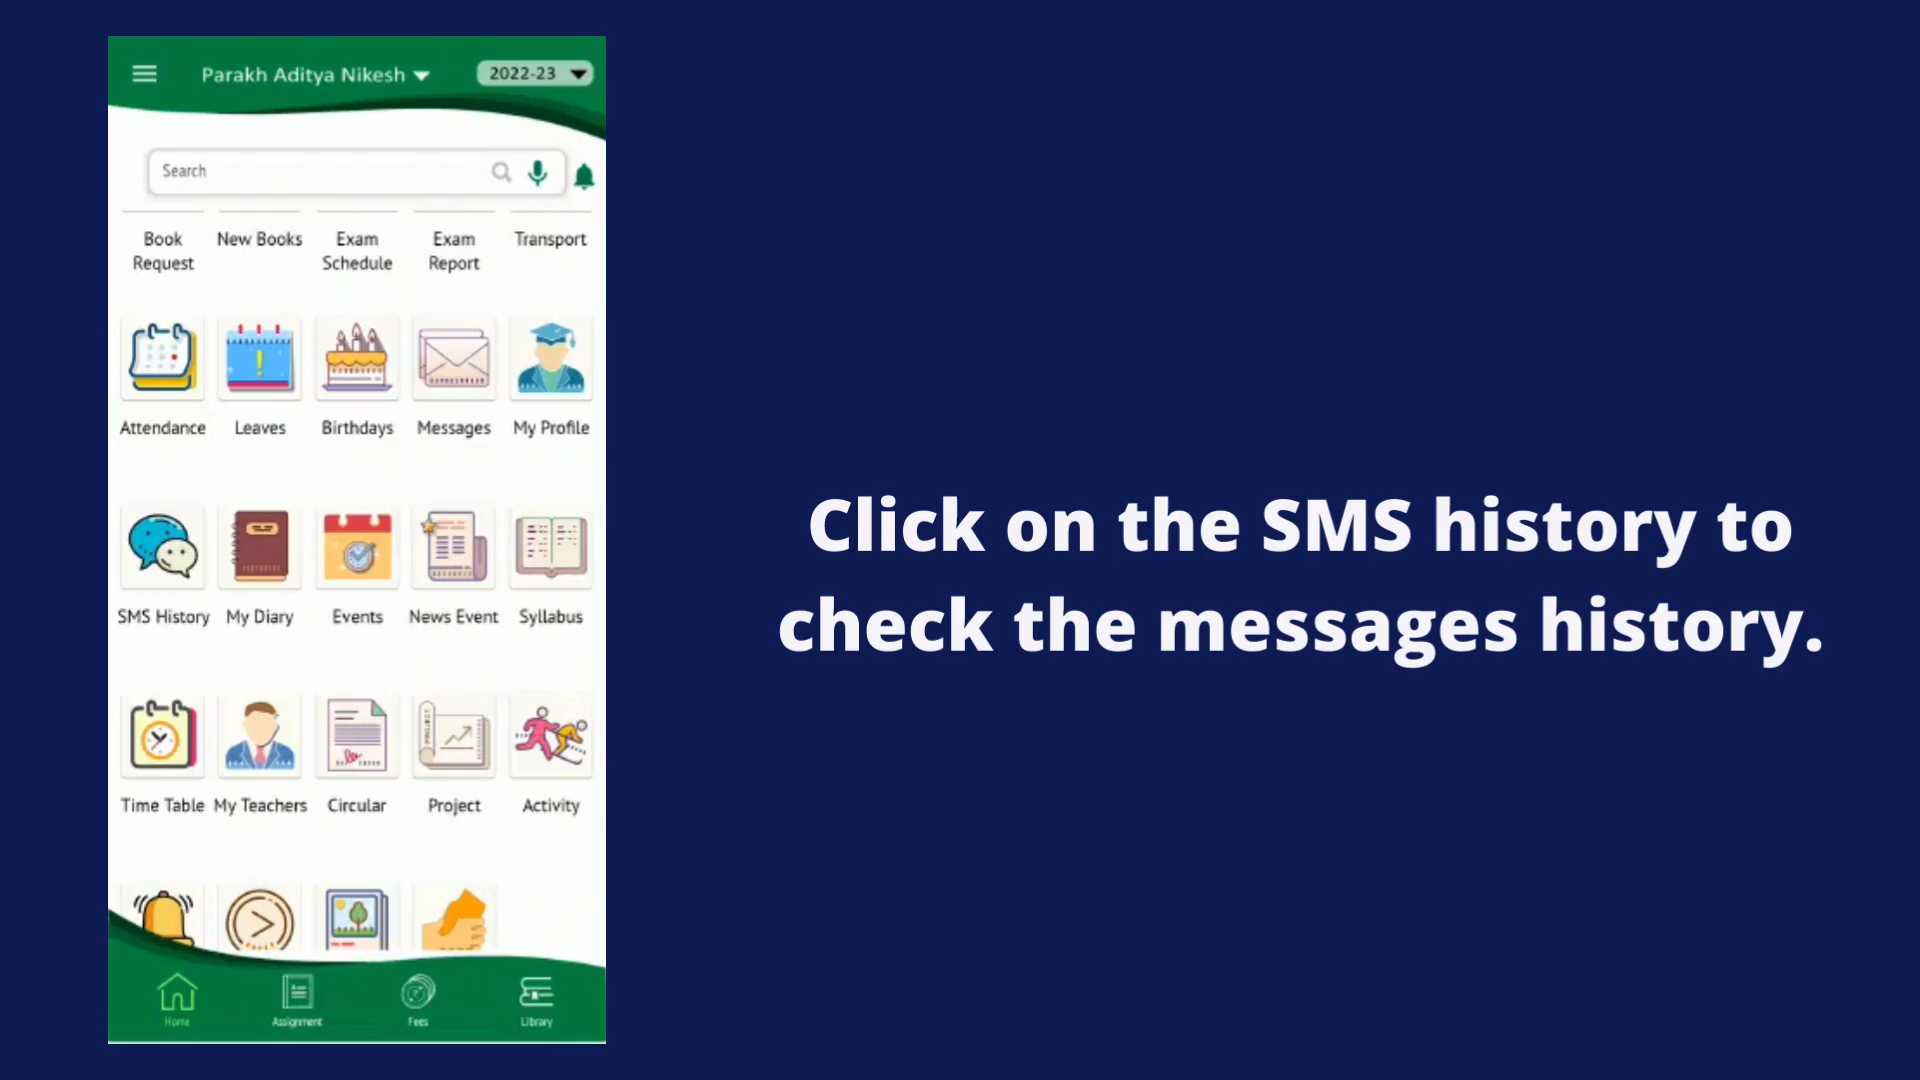 Parakh Aditya Nikesh
2022-23
Search
Book Request
New Books
Exam Schedule
Exam Report
Transport
Attendance
Leaves
Birthdays
Messages
My Profile
SMS History
My Diary
Events
News Event
Syllabus
PROJECT
Time Table
My Teachers
Circular
Project
Activity
Home
Assignment
Fees
Library
Click on the SMS history to
check the messages history.